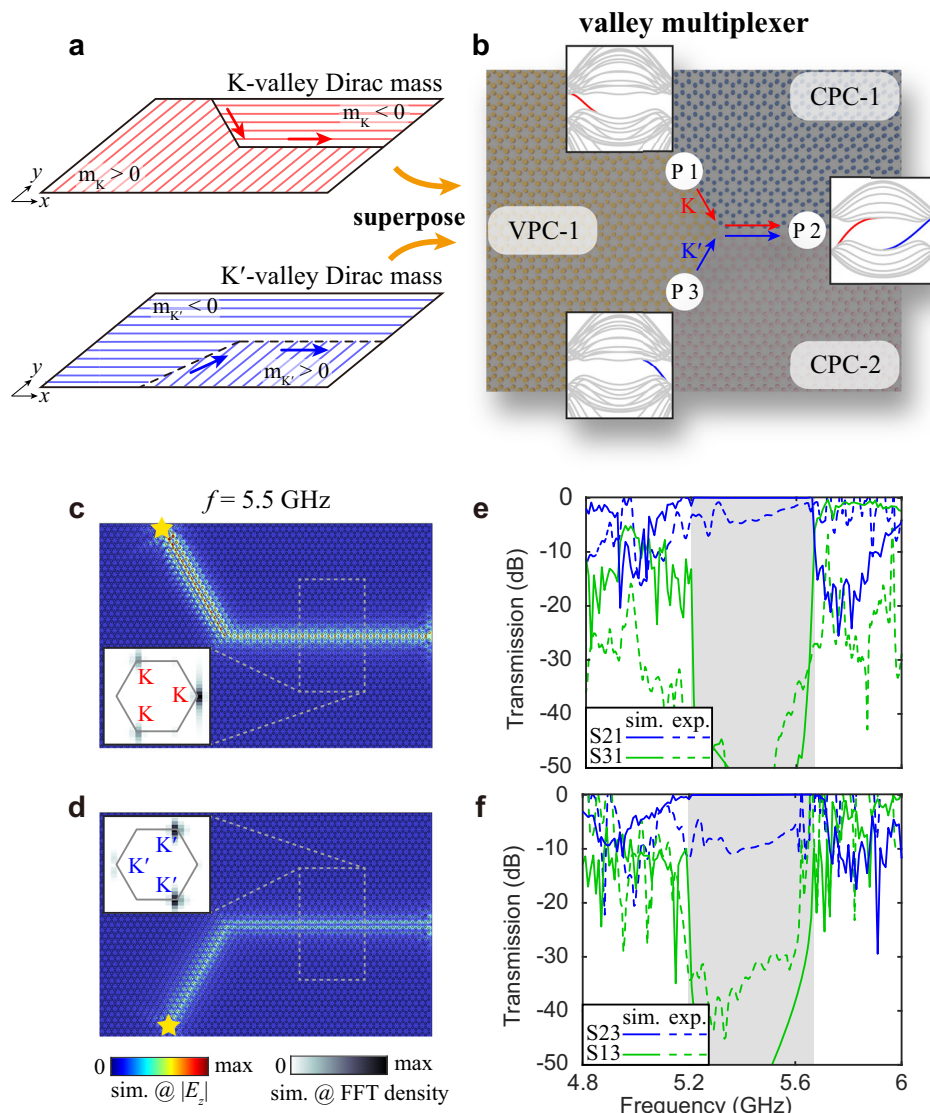 valley multiplexer
a
b
K-valley Dirac mass
m_K < 0
m_K > 0
y
x
superpose
K′-valley Dirac mass
m_K′ < 0
m_K′ > 0
y
x
CPC-1
P 1
K
VPC-1
P 2
K′
P 3
CPC-2
c
f = 5.5 GHz
K
K
K
d
K′
K′
K′
0 max
sim. @ |E_z|
0 max
sim. @ FFT density
e
Transmission (dB)
0
-10
-20
-30
-40
-50
sim. exp.
S21
S31
f
Transmission (dB)
0
-10
-20
-30
-40
-50
sim. exp.
S23
S13
4.8 5.2 5.6 6
Frequency (GHz)